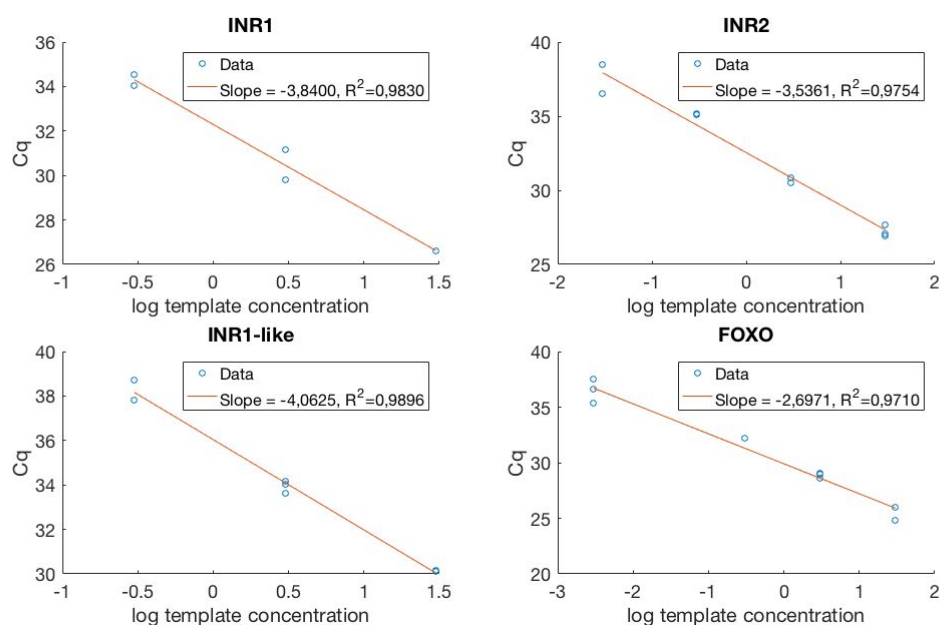 INR1
36
34
32
30
28
26
Cq
Data
Slope = -3,8400, R2=0,9830
-1
-0.5
0
0.5
1
1.5
log template concentration
INR2
40
35
30
25
Cq
Data
Slope = -3,5361, R2=0,9754
-2
-1
0
1
2
log template concentration
INR1-like
40
38
36
34
32
30
Cq
Data
Slope = -4,0625, R2=0,9896
-1
-0.5
0
0.5
1
1.5
log template concentration
FOXO
40
35
30
25
20
Cq
Data
Slope = -2,6971, R2=0,9710
-3
-2
-1
0
1
2
log template concentration